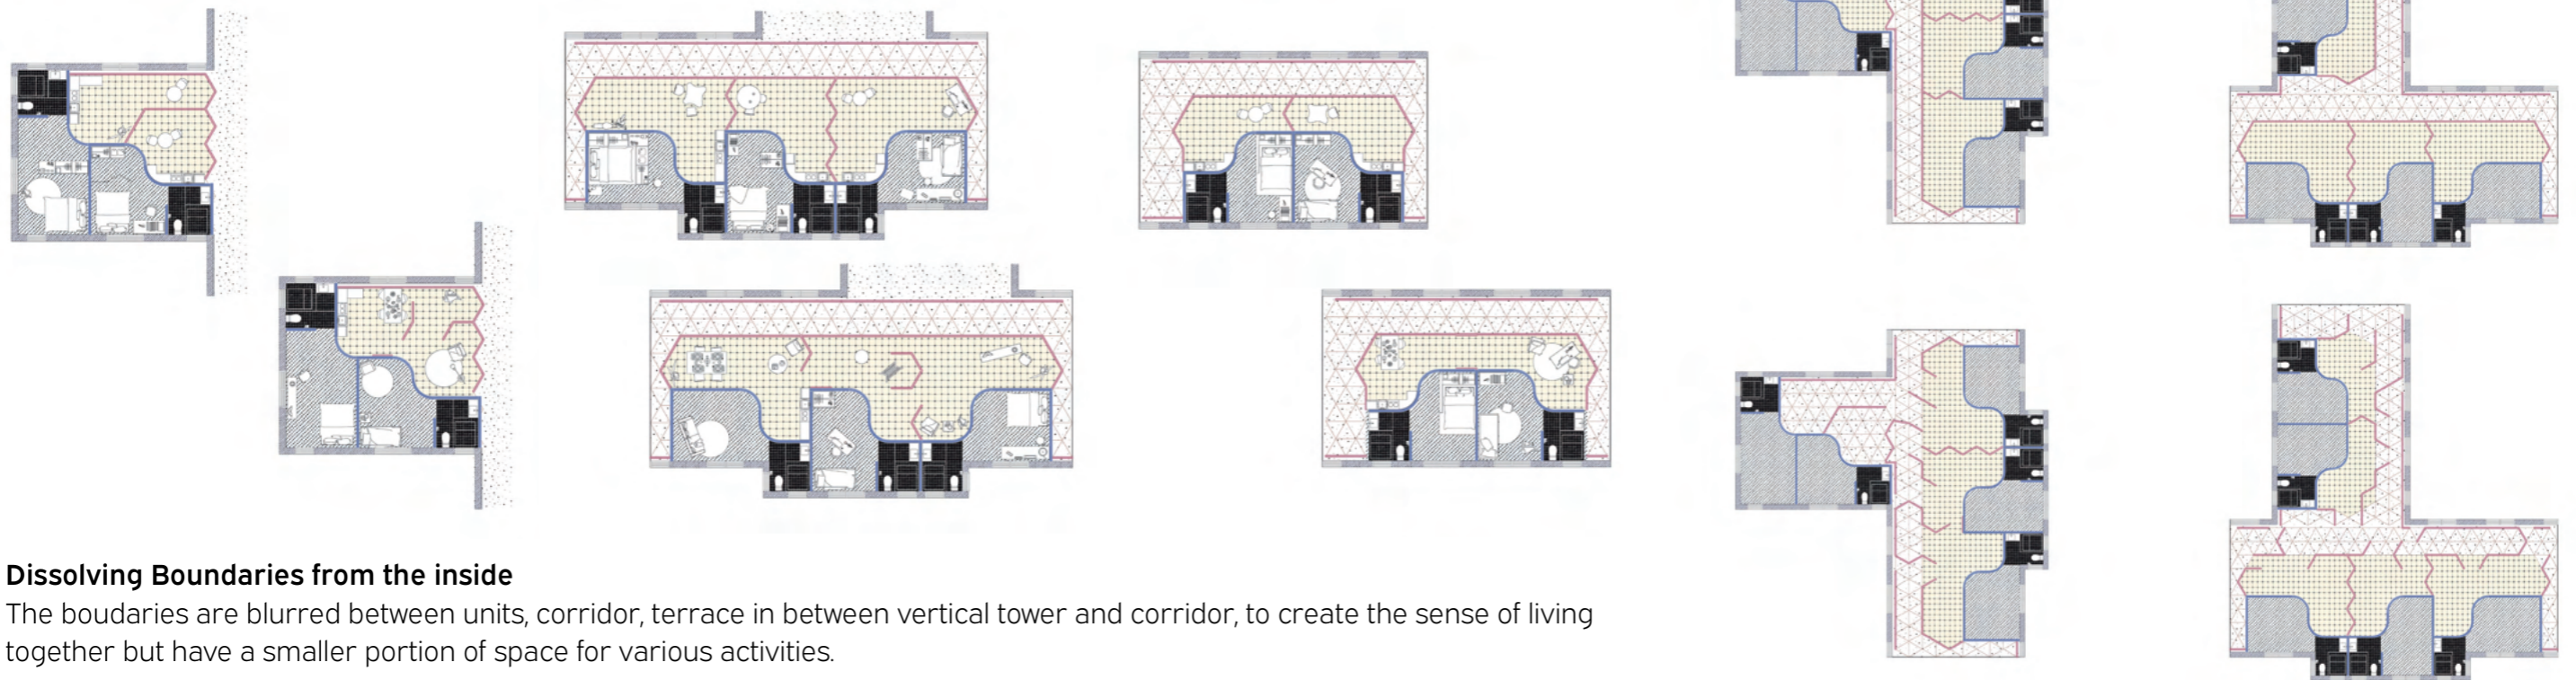 Dissolving Boundaries from the inside
The boudaries are blurred between units, corridor, terrace in between vertical tower and corridor, to create the sense of living
together but have a smaller portion of space for various activities.